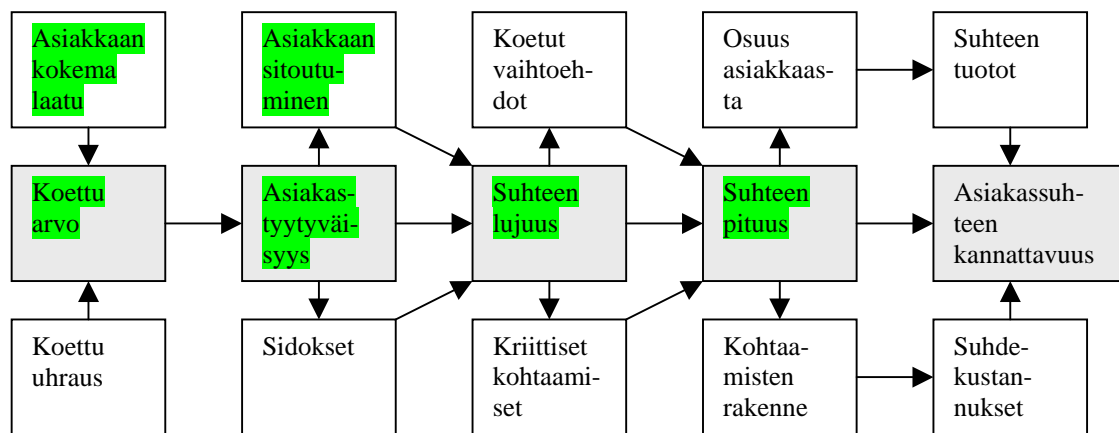 Asiakkaan
kokema
laatu
Asiakkaan
sitoutu-
minen
Koetut
vaihtoeh-
dot
Osuus
asiakkaas-
ta
Suhteen
tuotot
Koettu
arvo
Asiakas-
tyytyväi-
syys
Suhteen
lujuus
Suhteen
pituus
Asiakassuh-
teen
kannattavuus
Koettu
uhraus
Sidokset
Kriittiset
kohtaami-
set
Kohtaa-
misten
rakenne
Suhde-
kustan-
nukset